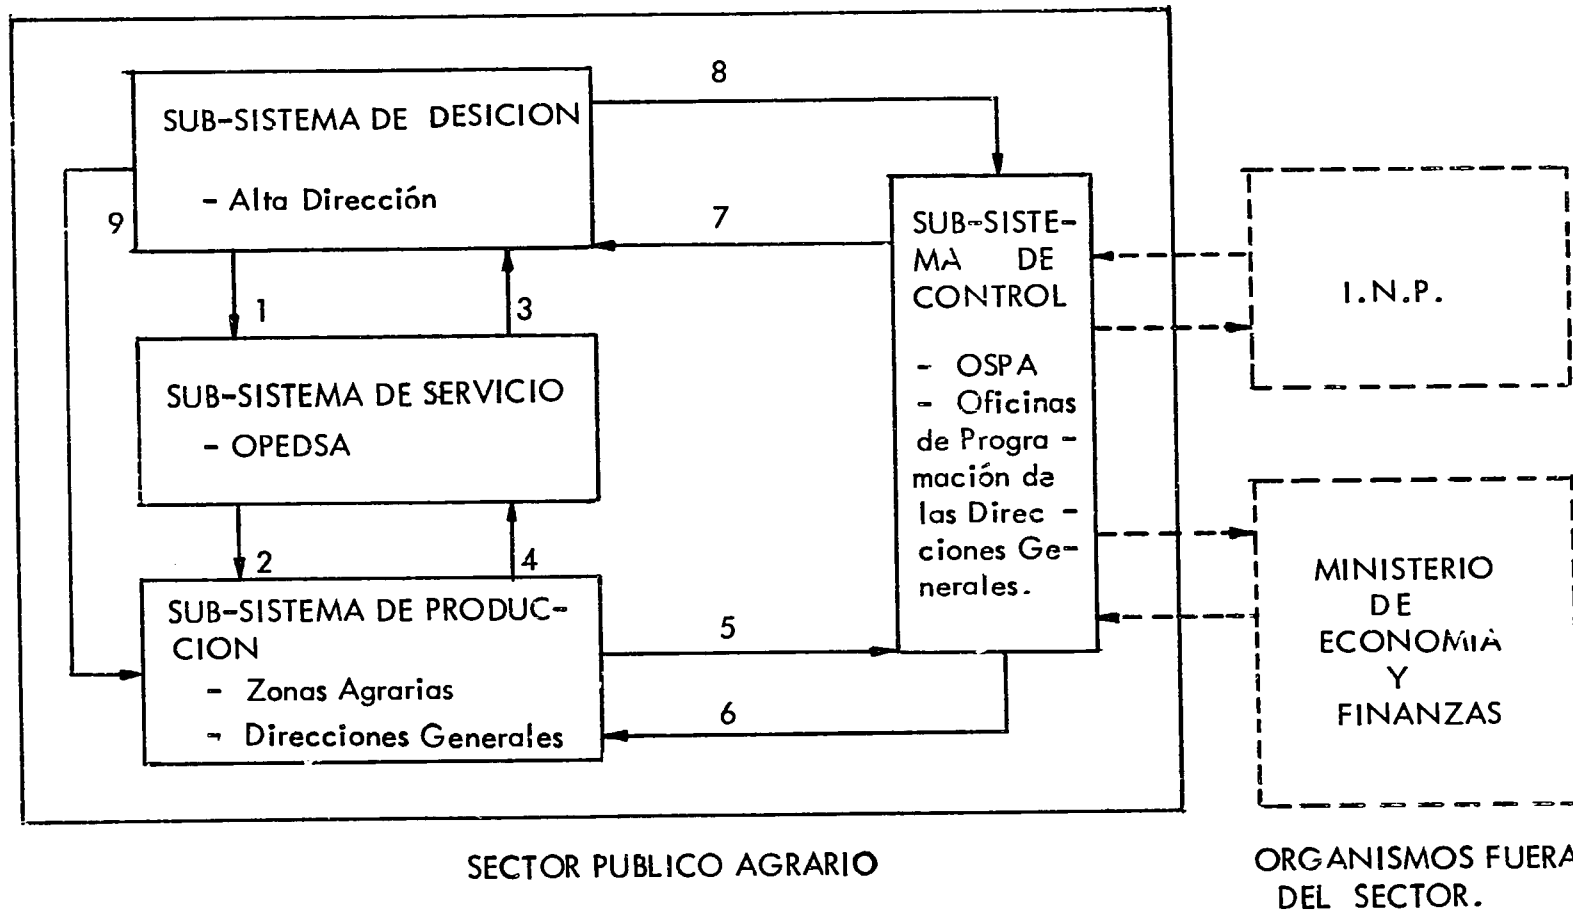 8
SUB-SISTEMA DE DESICION
- Alta Dirección
9
7
1
3
SUB-SISTEMA DE SERVICIO
- OPEDSA
2
4
SUB-SISTEMA DE PRODUC-
CION
- Zonas Agrarias
- Direcciones Generales
5
6
SUB-SISTE-
MA DE
CONTROL
- OSPA
- Oficinas
de Progra -
mación de
las Direc -
ciones Ge-
nerales.
I.N.P.
MINISTERIO
DE
ECONOMIA
Y
FINANZAS
SECTOR PUBLICO AGRARIO
ORGANISMOS FUERA
DEL SECTOR.